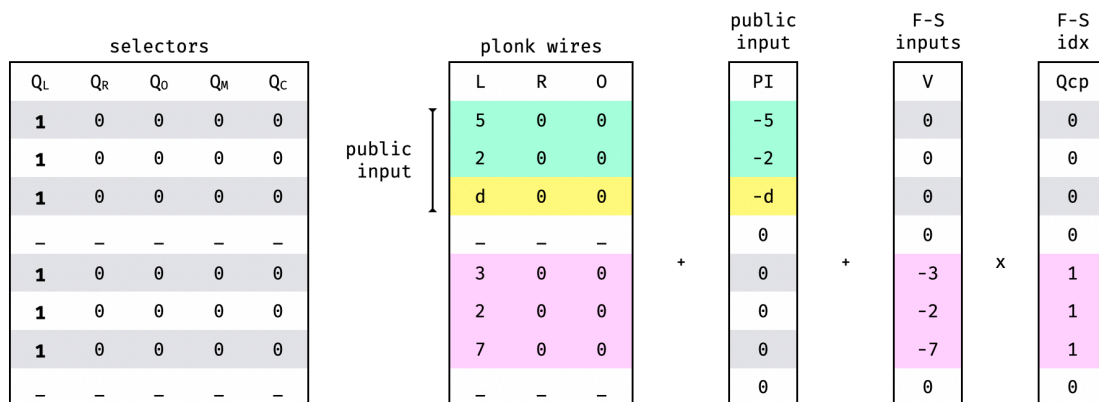 selectors plonk wires public input F-S inputs F-S idx
QL QR QO QM QC L R O PI V Qcp
1 0 0 0 0 5 0 0 -5 0 0
1 0 0 0 0 2 0 0 -2 0 0
1 0 0 0 0 d 0 0 -d 0 0
public input
_ _ _ _ _ _ _ _ 0 0 0
+ + x
1 0 0 0 0 3 0 0 0 -3 1
1 0 0 0 0 2 0 0 0 -2 1
1 0 0 0 0 7 0 0 0 -7 1
_ _ _ _ _ _ _ _ 0 0 0